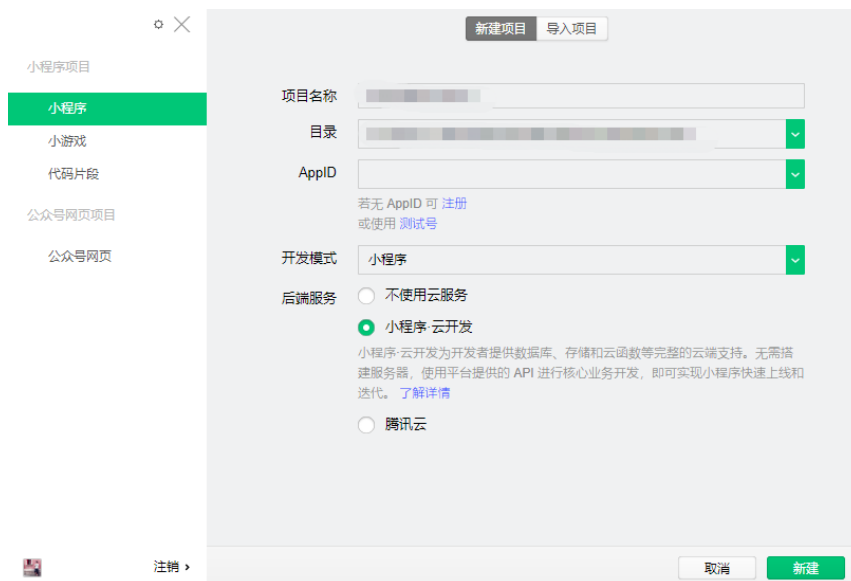 新建项目 导入项目
小程序项目
小程序
小游戏
代码片段
公众号网页项目
公众号网页
项目名称
目录
AppID
若无 AppID 可 注册
或使用 测试号
开发模式 小程序
后端服务 不使用云服务
小程序·云开发
小程序·云开发为开发者提供数据库、存储和云函数等完整的云端支持。无需搭
建服务器，使用平台提供的 API 进行核心业务开发，即可实现小程序快速上线和
迭代。 了解详情
腾讯云
注销 ›
取消 新建